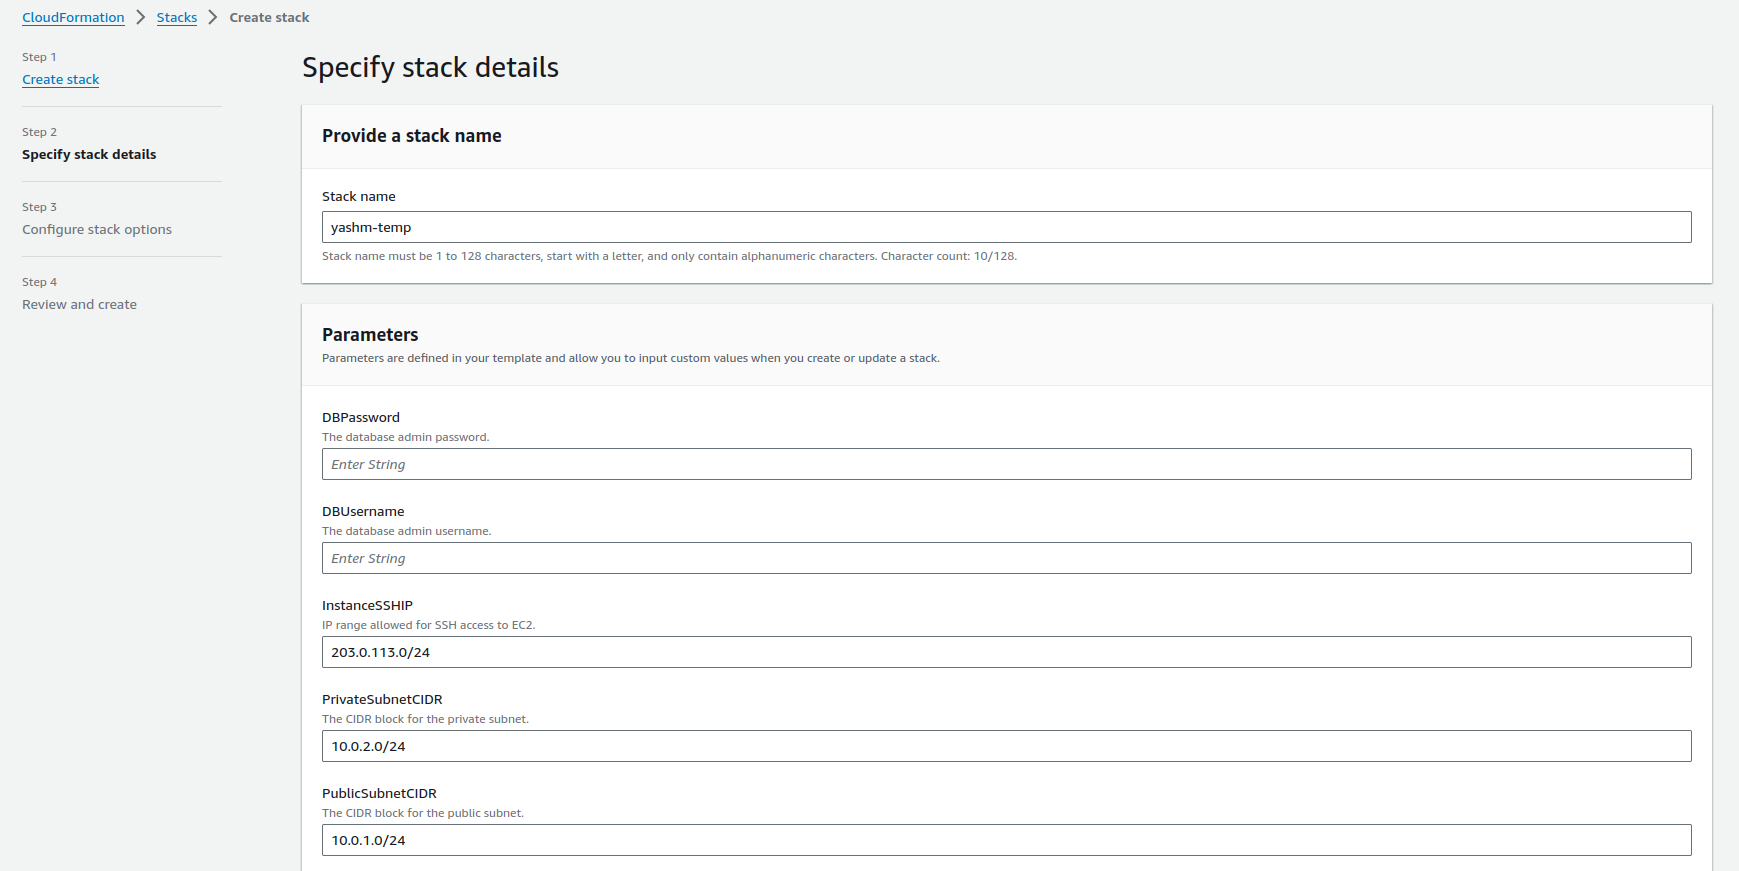 CloudFormation > Stacks > Create stack
Step 1
Create stack
Step 2
Specify stack details
Step 3
Configure stack options
Step 4
Review and create
Specify stack details
Provide a stack name
Stack name
yashm-temp
Stack name must be 1 to 128 characters, start with a letter, and only contain alphanumeric characters. Character count: 10/128.
Parameters
Parameters are defined in your template and allow you to input custom values when you create or update a stack.
DBPassword
The database admin password.
Enter String
DBUsername
The database admin username.
Enter String
InstanceSSHIP
IP range allowed for SSH access to EC2.
203.0.113.0/24
PrivateSubnetCIDR
The CIDR block for the private subnet.
10.0.2.0/24
PublicSubnetCIDR
The CIDR block for the public subnet.
10.0.1.0/24